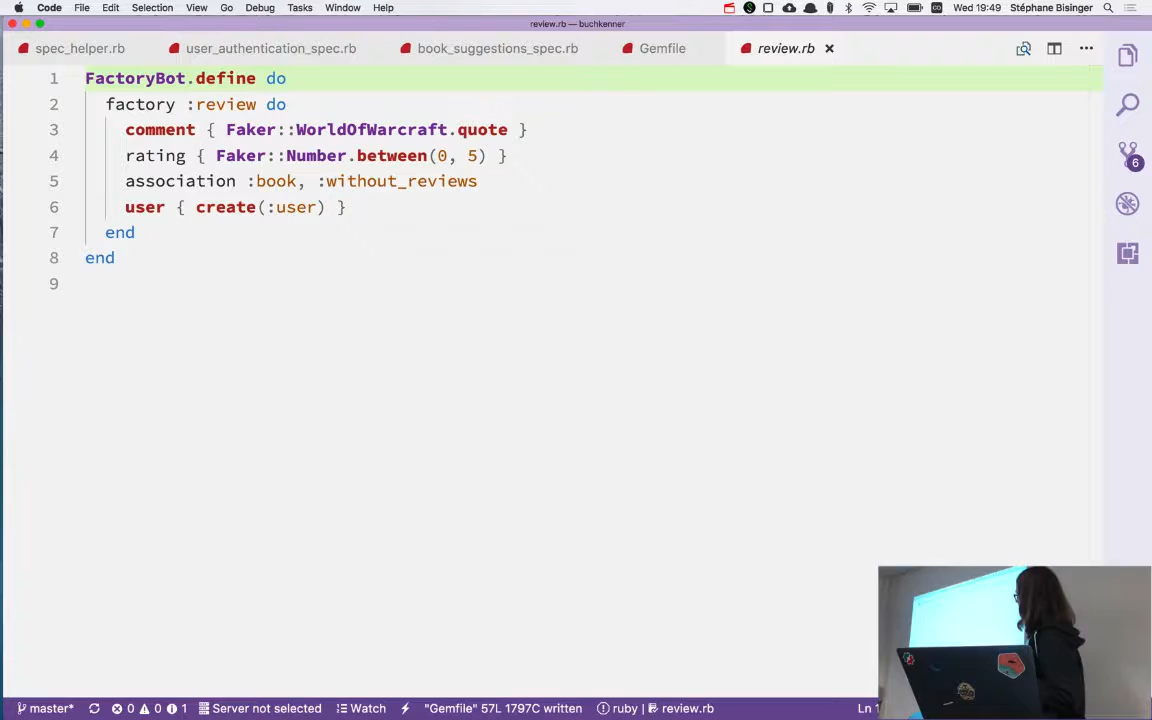 Code File Edit Selection View Go Debug Tasks Window Help Wed 19:49 Stéphane Bisinger
review.rb — buchkenner
spec_helper.rb user_authentication_spec.rb book_suggestions_spec.rb Gemfile review.rb
1 FactoryBot.define do
2 factory :review do
3 comment { Faker::WorldOfWarcraft.quote }
4 rating { Faker::Number.between(0, 5) }
5 association :book, :without_reviews
6 user { create(:user) }
7 end
8 end
9
6
master* 0 0 1 Server not selected Watch "Gemfile" 57L 1797C written ruby | review.rb Ln 1